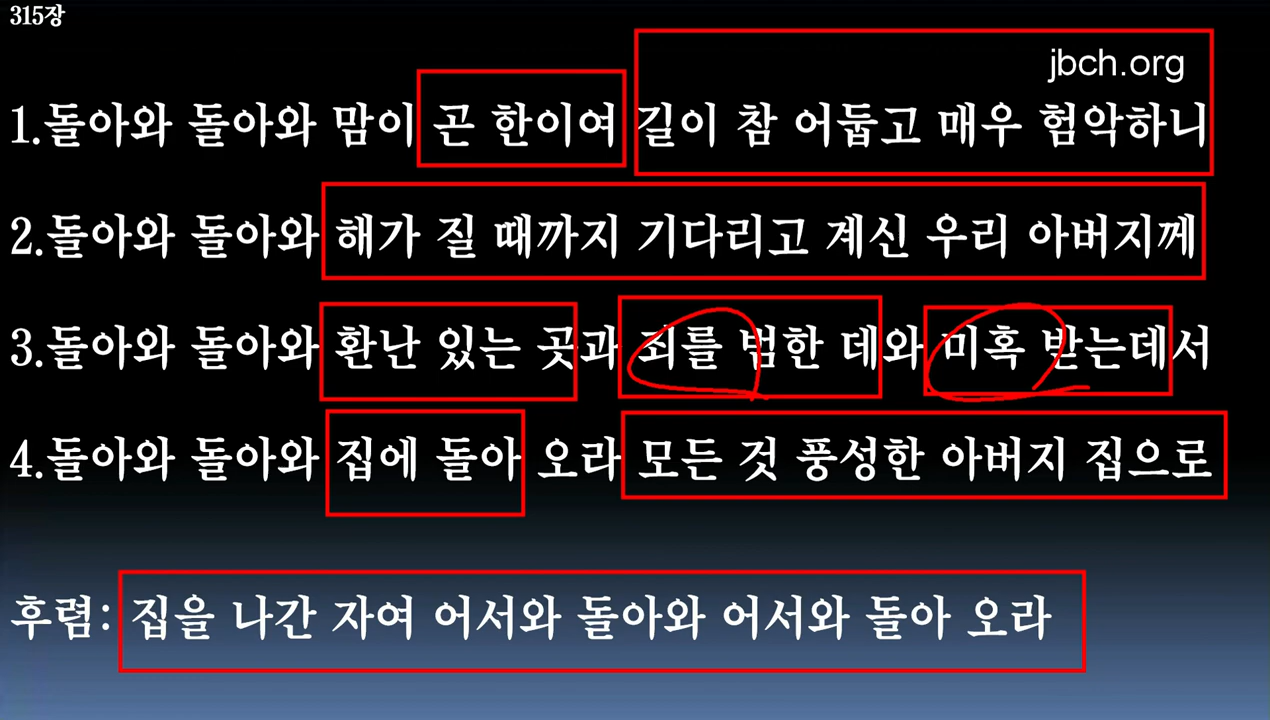 315장
jbch.org
1.돌아와 돌아와 맘이 곤 한이여 길이 참 어둡고 매우 험악하니
2.돌아와 돌아와 해가 질 때까지 기다리고 계신 우리 아버지께
3.돌아와 돌아와 환난 있는 곳과 죄를 범한 데와 미혹 받는데서
4.돌아와 돌아와 집에 돌아 오라 모든 것 풍성한 아버지 집으로
후렴: 집을 나간 자여 어서와 돌아와 어서와 돌아 오라